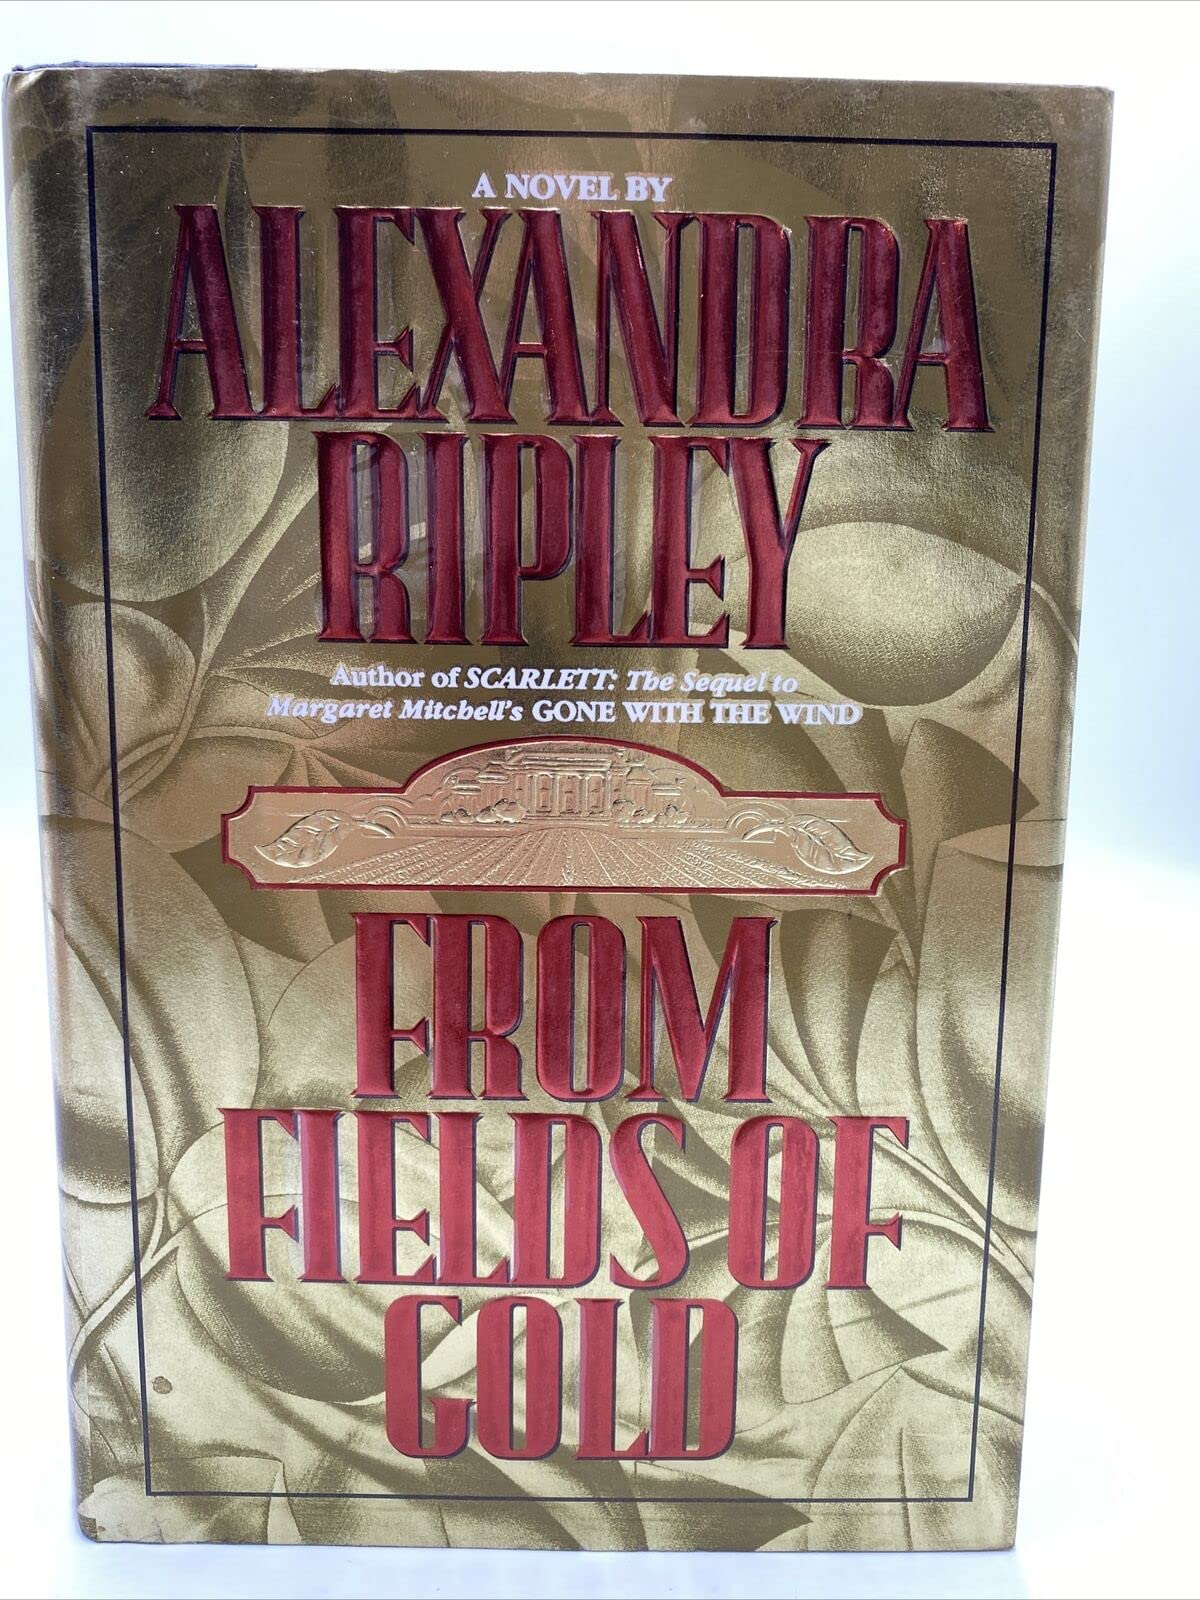 A NOVEL BY
ALEXANDRA
RIPLEY
Author of SCARLETT: The Sequel to
Margaret Mitchell's GONE WITH THE WIND
FROM
FIELDS OF
GOLD